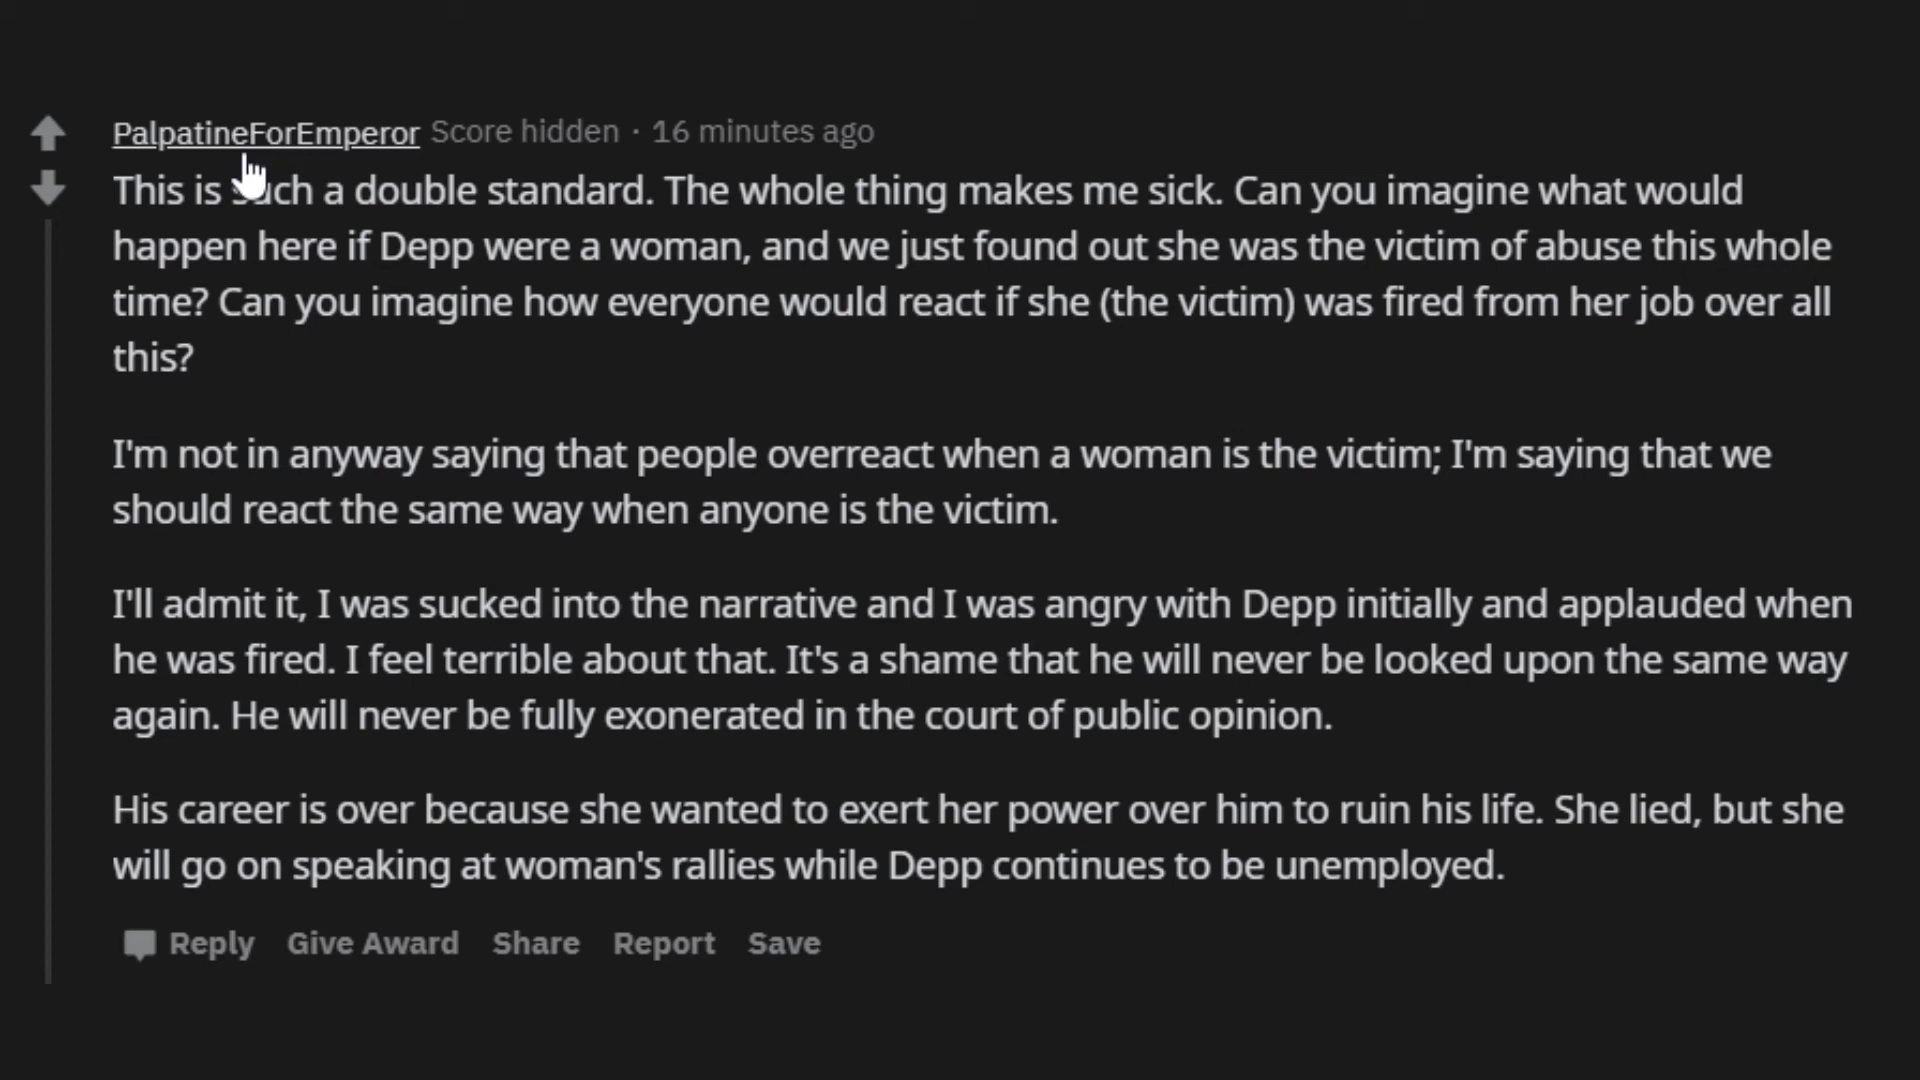 PalpatineForEmperor Score hidden · 16 minutes ago
This is such a double standard. The whole thing makes me sick. Can you imagine what would
happen here if Depp were a woman, and we just found out she was the victim of abuse this whole
time? Can you imagine how everyone would react if she (the victim) was fired from her job over all
this?
I'm not in anyway saying that people overreact when a woman is the victim; I'm saying that we
should react the same way when anyone is the victim.
I'll admit it, I was sucked into the narrative and I was angry with Depp initially and applauded when
he was fired. I feel terrible about that. It's a shame that he will never be looked upon the same way
again. He will never be fully exonerated in the court of public opinion.
His career is over because she wanted to exert her power over him to ruin his life. She lied, but she
will go on speaking at woman's rallies while Depp continues to be unemployed.
Reply Give Award Share Report Save